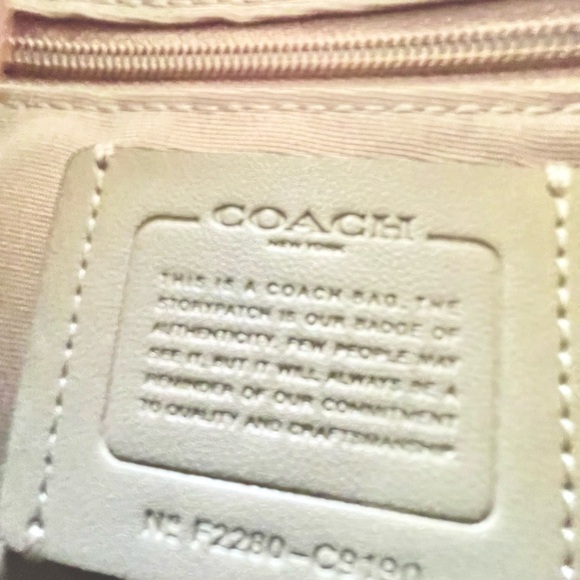 COACH
NEW YORK
THIS IS A COACH BAG. THE
STORYPATCH IS OUR BADGE OF
AUTHENTICITY. FEW PEOPLE MAY
SEE IT, BUT IT WILL ALWAYS BE A
REMINDER OF OUR COMMITMENT
TO QUALITY AND CRAFTSMANSHIP.
Nº F2280-C9190